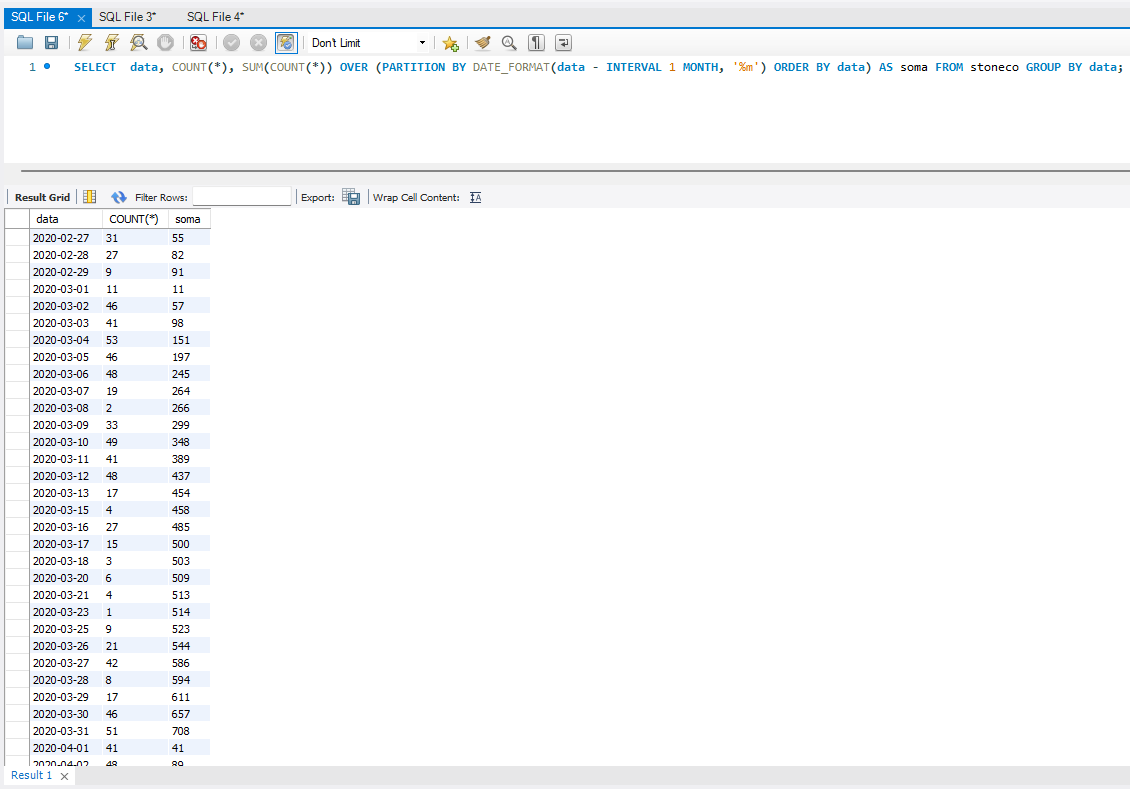 SQL File 6* SQL File 3* SQL File 4*
Don't Limit
1 SELECT data, COUNT(*), SUM(COUNT(*)) OVER (PARTITION BY DATE_FORMAT(data - INTERVAL 1 MONTH, '%m') ORDER BY data) AS soma FROM stoneco GROUP BY data;
Result Grid Filter Rows: Export: Wrap Cell Content:
data COUNT(*) soma
2020-02-27 31 55
2020-02-28 27 82
2020-02-29 9 91
2020-03-01 11 11
2020-03-02 46 57
2020-03-03 41 98
2020-03-04 53 151
2020-03-05 46 197
2020-03-06 48 245
2020-03-07 19 264
2020-03-08 2 266
2020-03-09 33 299
2020-03-10 49 348
2020-03-11 41 389
2020-03-12 48 437
2020-03-13 17 454
2020-03-15 4 458
2020-03-16 27 485
2020-03-17 15 500
2020-03-18 3 503
2020-03-20 6 509
2020-03-21 4 513
2020-03-23 1 514
2020-03-25 9 523
2020-03-26 21 544
2020-03-27 42 586
2020-03-28 8 594
2020-03-29 17 611
2020-03-30 46 657
2020-03-31 51 708
2020-04-01 41 41
2020-04-02 48 89
Result 1